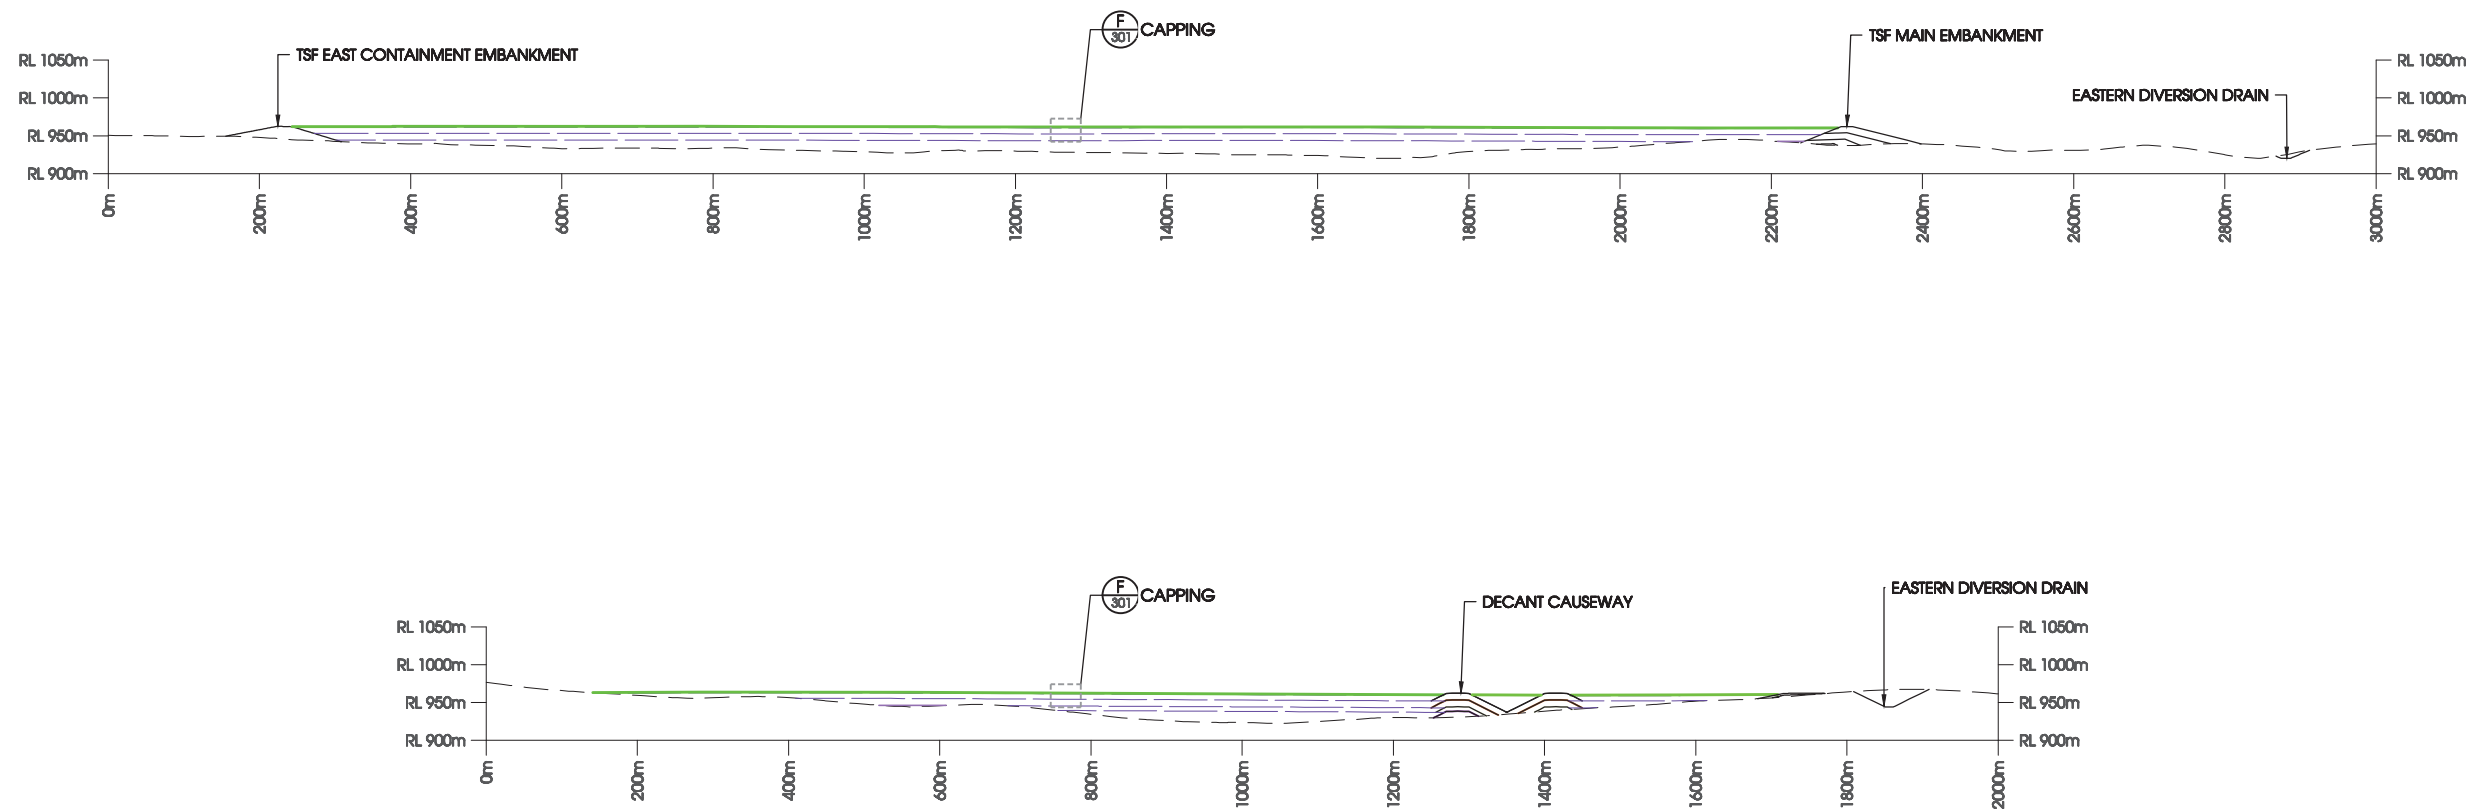 F
301 CAPPING
TSF EAST CONTAINMENT EMBANKMENT
TSF MAIN EMBANKMENT
EASTERN DIVERSION DRAIN
RL 1050m
RL 1000m
RL 950m
RL 900m
RL 1050m
RL 1000m
RL 950m
RL 900m
0m
200m
400m
600m
800m
1000m
1200m
1400m
1600m
1800m
2000m
2200m
2400m
2600m
2800m
3000m
F
301 CAPPING
DECANT CAUSEWAY
EASTERN DIVERSION DRAIN
RL 1050m
RL 1000m
RL 950m
RL 900m
RL 1050m
RL 1000m
RL 950m
RL 900m
0m
200m
400m
600m
800m
1000m
1200m
1400m
1600m
1800m
2000m